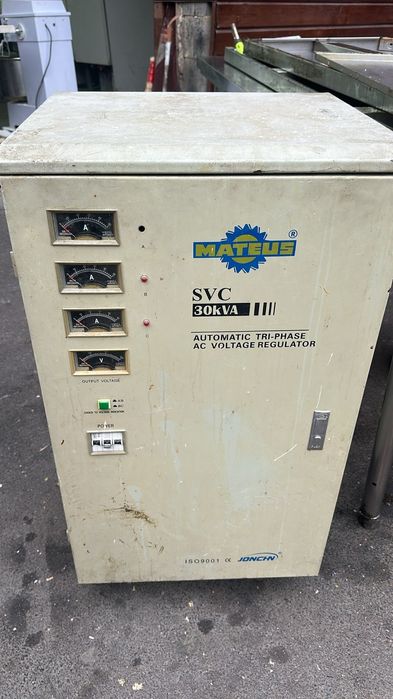 A
A
MATEUS ®
A
B
SVC
30KVA
A
C
AUTOMATIC TRI-PHASE
AC VOLTAGE REGULATOR
V
OUTPUT VOLTAGE
POWER
ISO9001 JONCHN